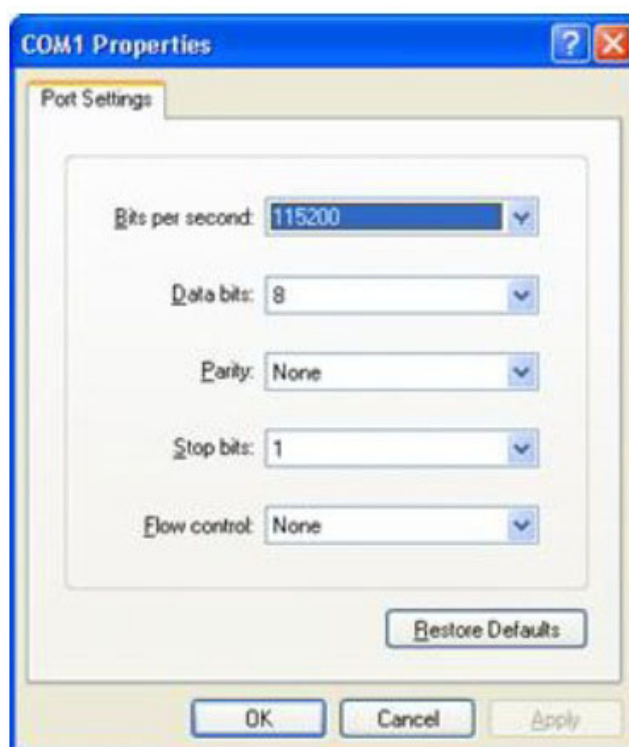 COM1 Properties
Port Settings
Bits per second: 115200
Data bits: 8
Parity: None
Stop bits: 1
Flow control: None
Restore Defaults
OK Cancel Apply